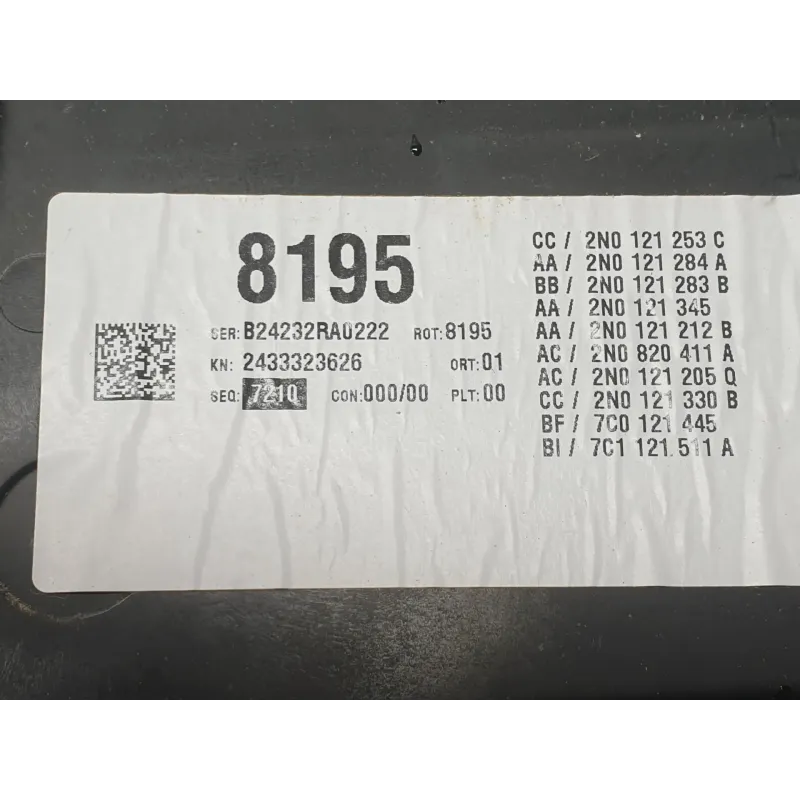 8195
SER: B24232RA0222 ROT: 8195
KN: 2433323626 ORT: 01
SEQ: 7210 CON: 000/00 PLT: 00
CC / 2N0 121 253 C
AA / 2N0 121 284 A
BB / 2N0 121 283 B
AA / 2N0 121 345
AA / 2N0 121 212 B
AC / 2N0 820 411 A
AC / 2N0 121 205 Q
CC / 2N0 121 330 B
BF / 7C0 121 445
BI / 7C1 121 511 A